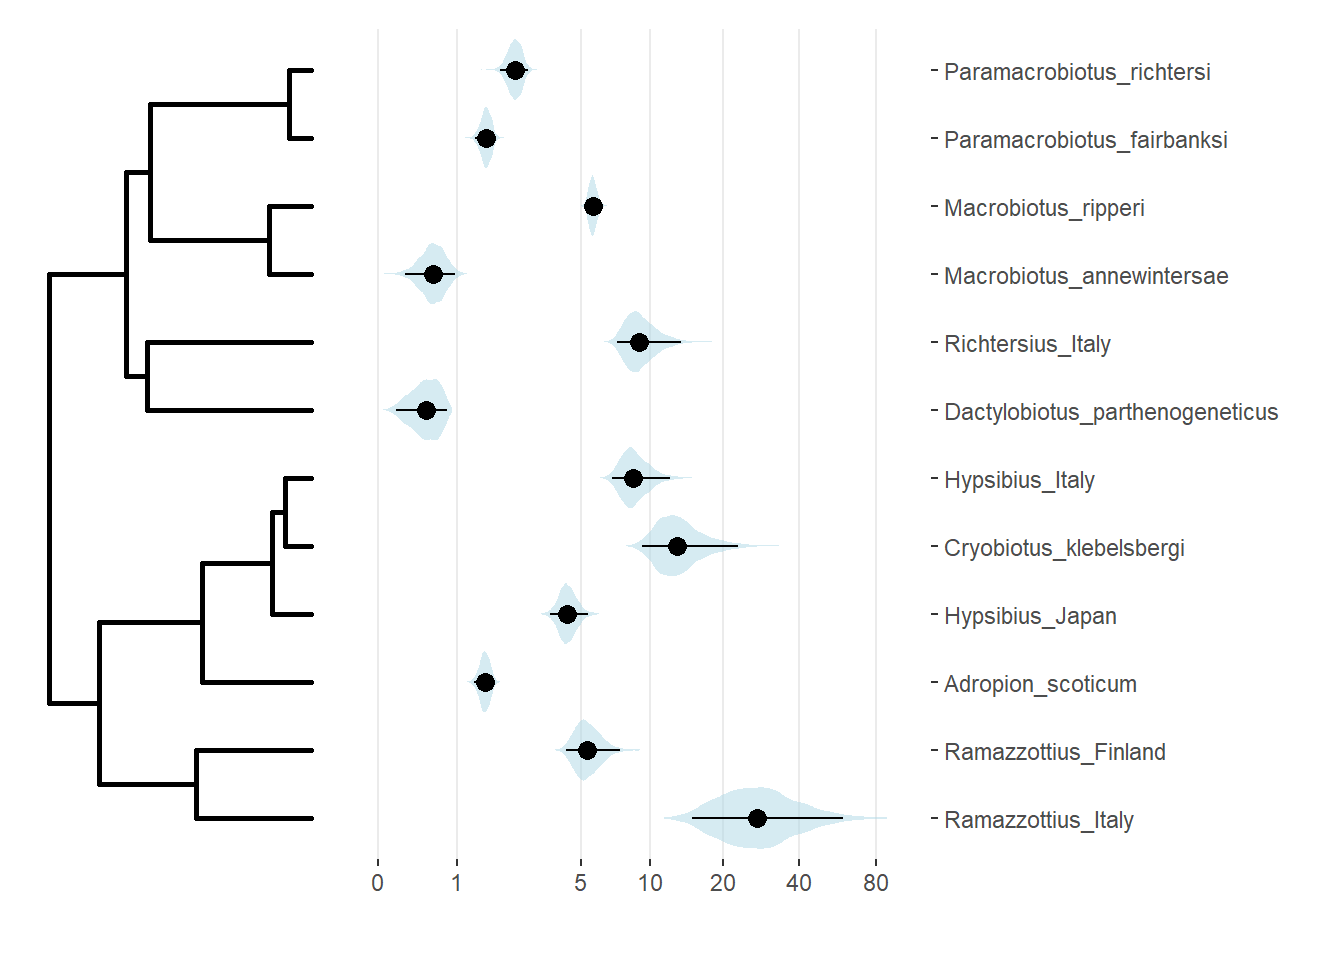 Paramacrobiotus_richtersi
Paramacrobiotus_fairbanksi
Macrobiotus_ripperi
Macrobiotus_annewintersae
Richtersius_Italy
Dactylobiotus_parthenogeneticus
Hypsibius_Italy
Cryobiotus_klebelsbergi
Hypsibius_Japan
Adropion_scoticum
Ramazzottius_Finland
Ramazzottius_Italy
0 1 5 10 20 40 80